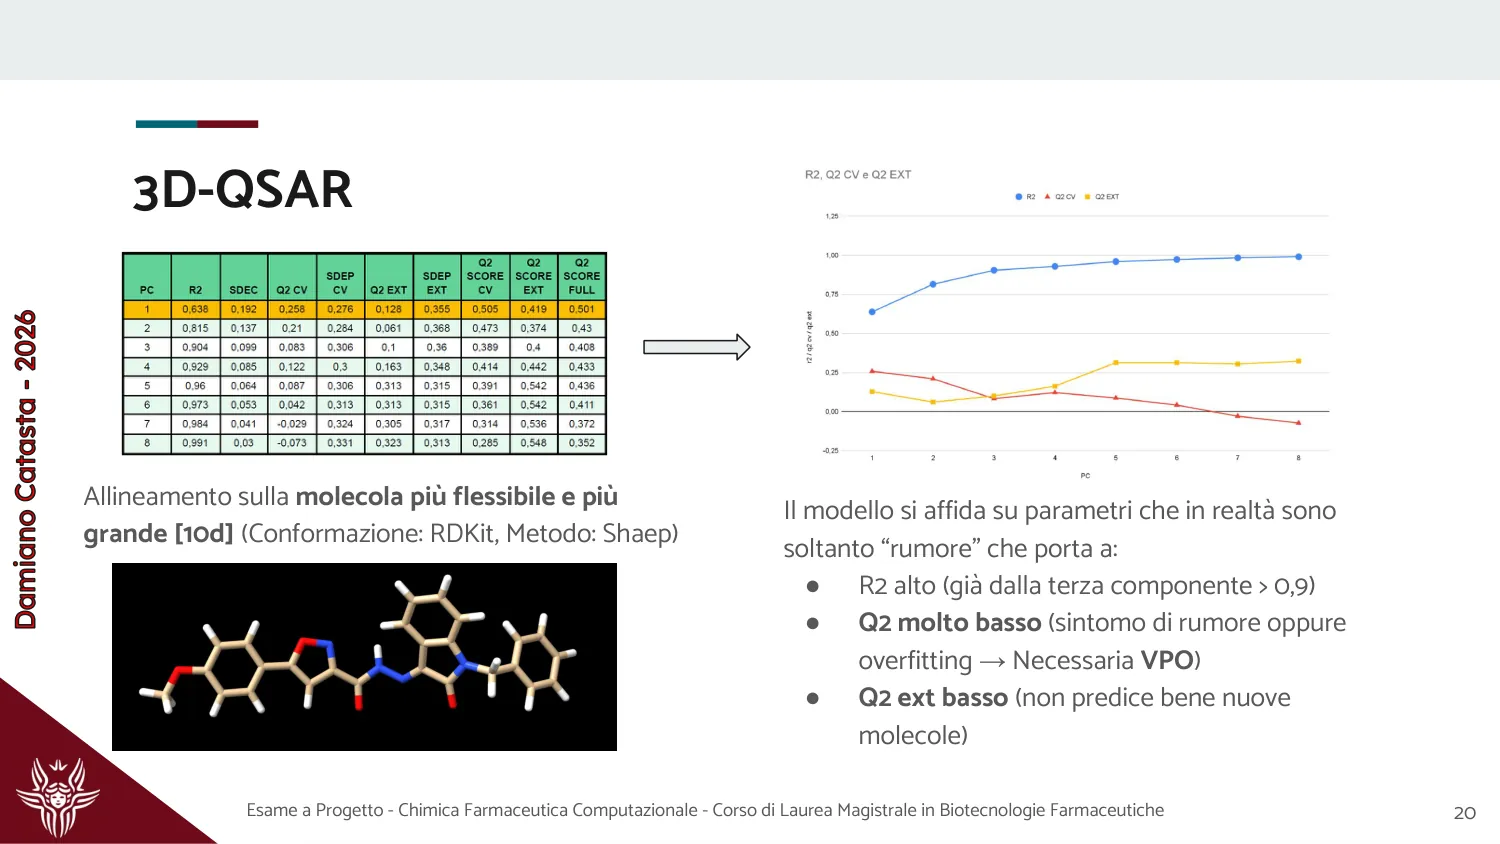 3D-QSAR
PC R2 SDEC Q2 CV SDEP CV Q2 EXT SDEP EXT Q2 SCORE CV Q2 SCORE EXT Q2 SCORE FULL
1 0,638 0,192 0,258 0,276 0,128 0,355 0,505 0,419 0,501
2 0,815 0,137 0,21 0,284 0,061 0,368 0,473 0,374 0,43
3 0,904 0,099 0,083 0,306 0,1 0,36 0,389 0,4 0,408
4 0,929 0,085 0,122 0,3 0,163 0,348 0,414 0,442 0,433
5 0,96 0,064 0,087 0,306 0,313 0,315 0,391 0,542 0,436
6 0,973 0,053 0,042 0,313 0,313 0,315 0,361 0,542 0,411
7 0,984 0,041 -0,029 0,324 0,305 0,317 0,314 0,536 0,372
8 0,991 0,03 -0,073 0,331 0,323 0,313 0,285 0,548 0,352
Allineamento sulla molecola più flessibile e più
grande [10d] (Conformazione: RDKit, Metodo: Shaep)
R2, Q2 CV e Q2 EXT
R2 Q2 CV Q2 EXT
1,25
1,00
0,75
0,50
0,25
0,00
-0,25
r2 / q2 cv / q2 ext
1 2 3 4 5 6 7 8
PC
Il modello si affida su parametri che in realtà sono
soltanto “rumore” che porta a:
● R2 alto (già dalla terza componente > 0,9)
● Q2 molto basso (sintomo di rumore oppure
overfitting → Necessaria VPO)
● Q2 ext basso (non predice bene nuove
molecole)
Damiano Catasta - 2026
Esame a Progetto - Chimica Farmaceutica Computazionale - Corso di Laurea Magistrale in Biotecnologie Farmaceutiche
20